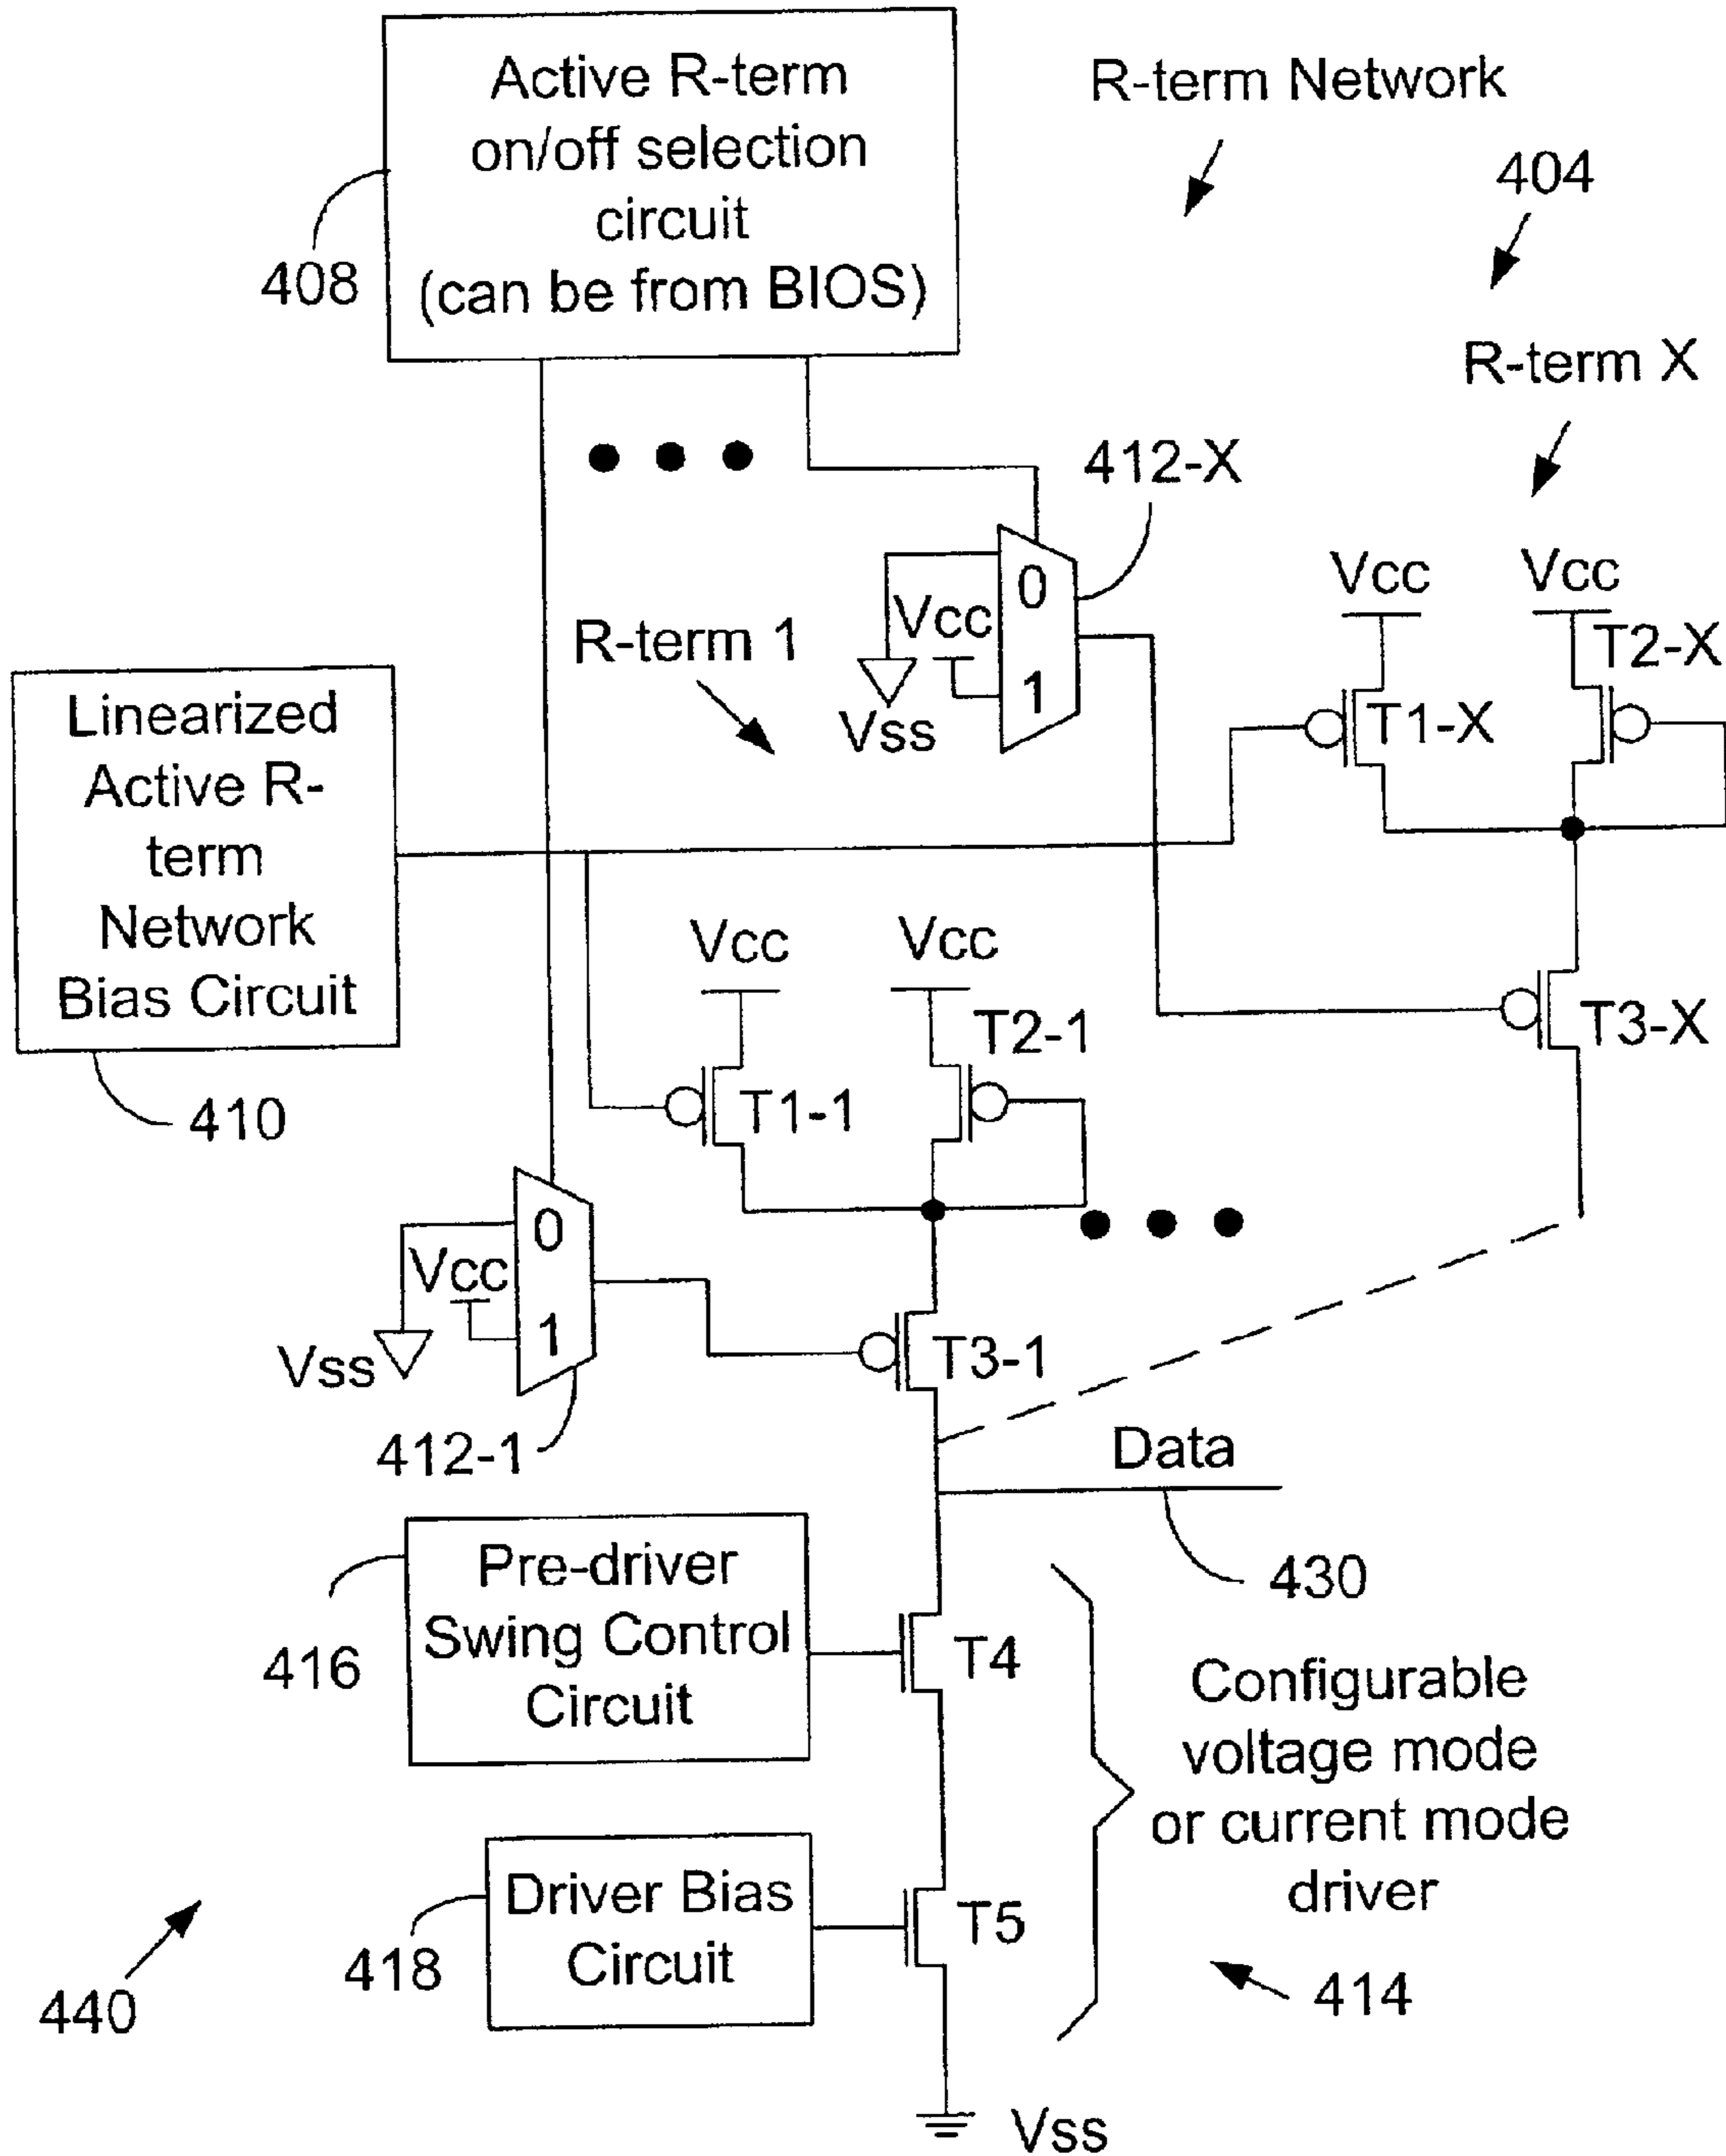 Active R-term
on/off selection
circuit
(can be from BIOS)
R-term Network
404
408
R-term X
412-X
0
Vcc
1
Vss
R-term 1
Vcc
Vcc
T2-X
T1-X
Linearized
Active R-
term
Network
Bias Circuit
410
Vcc
Vcc
T2-1
T1-1
T3-X
0
Vcc
1
Vss
T3-1
412-1
Data
430
Pre-driver
Swing Control
Circuit
416
T4
Configurable
voltage mode
or current mode
driver
Driver Bias
Circuit
418
T5
414
440
Vss